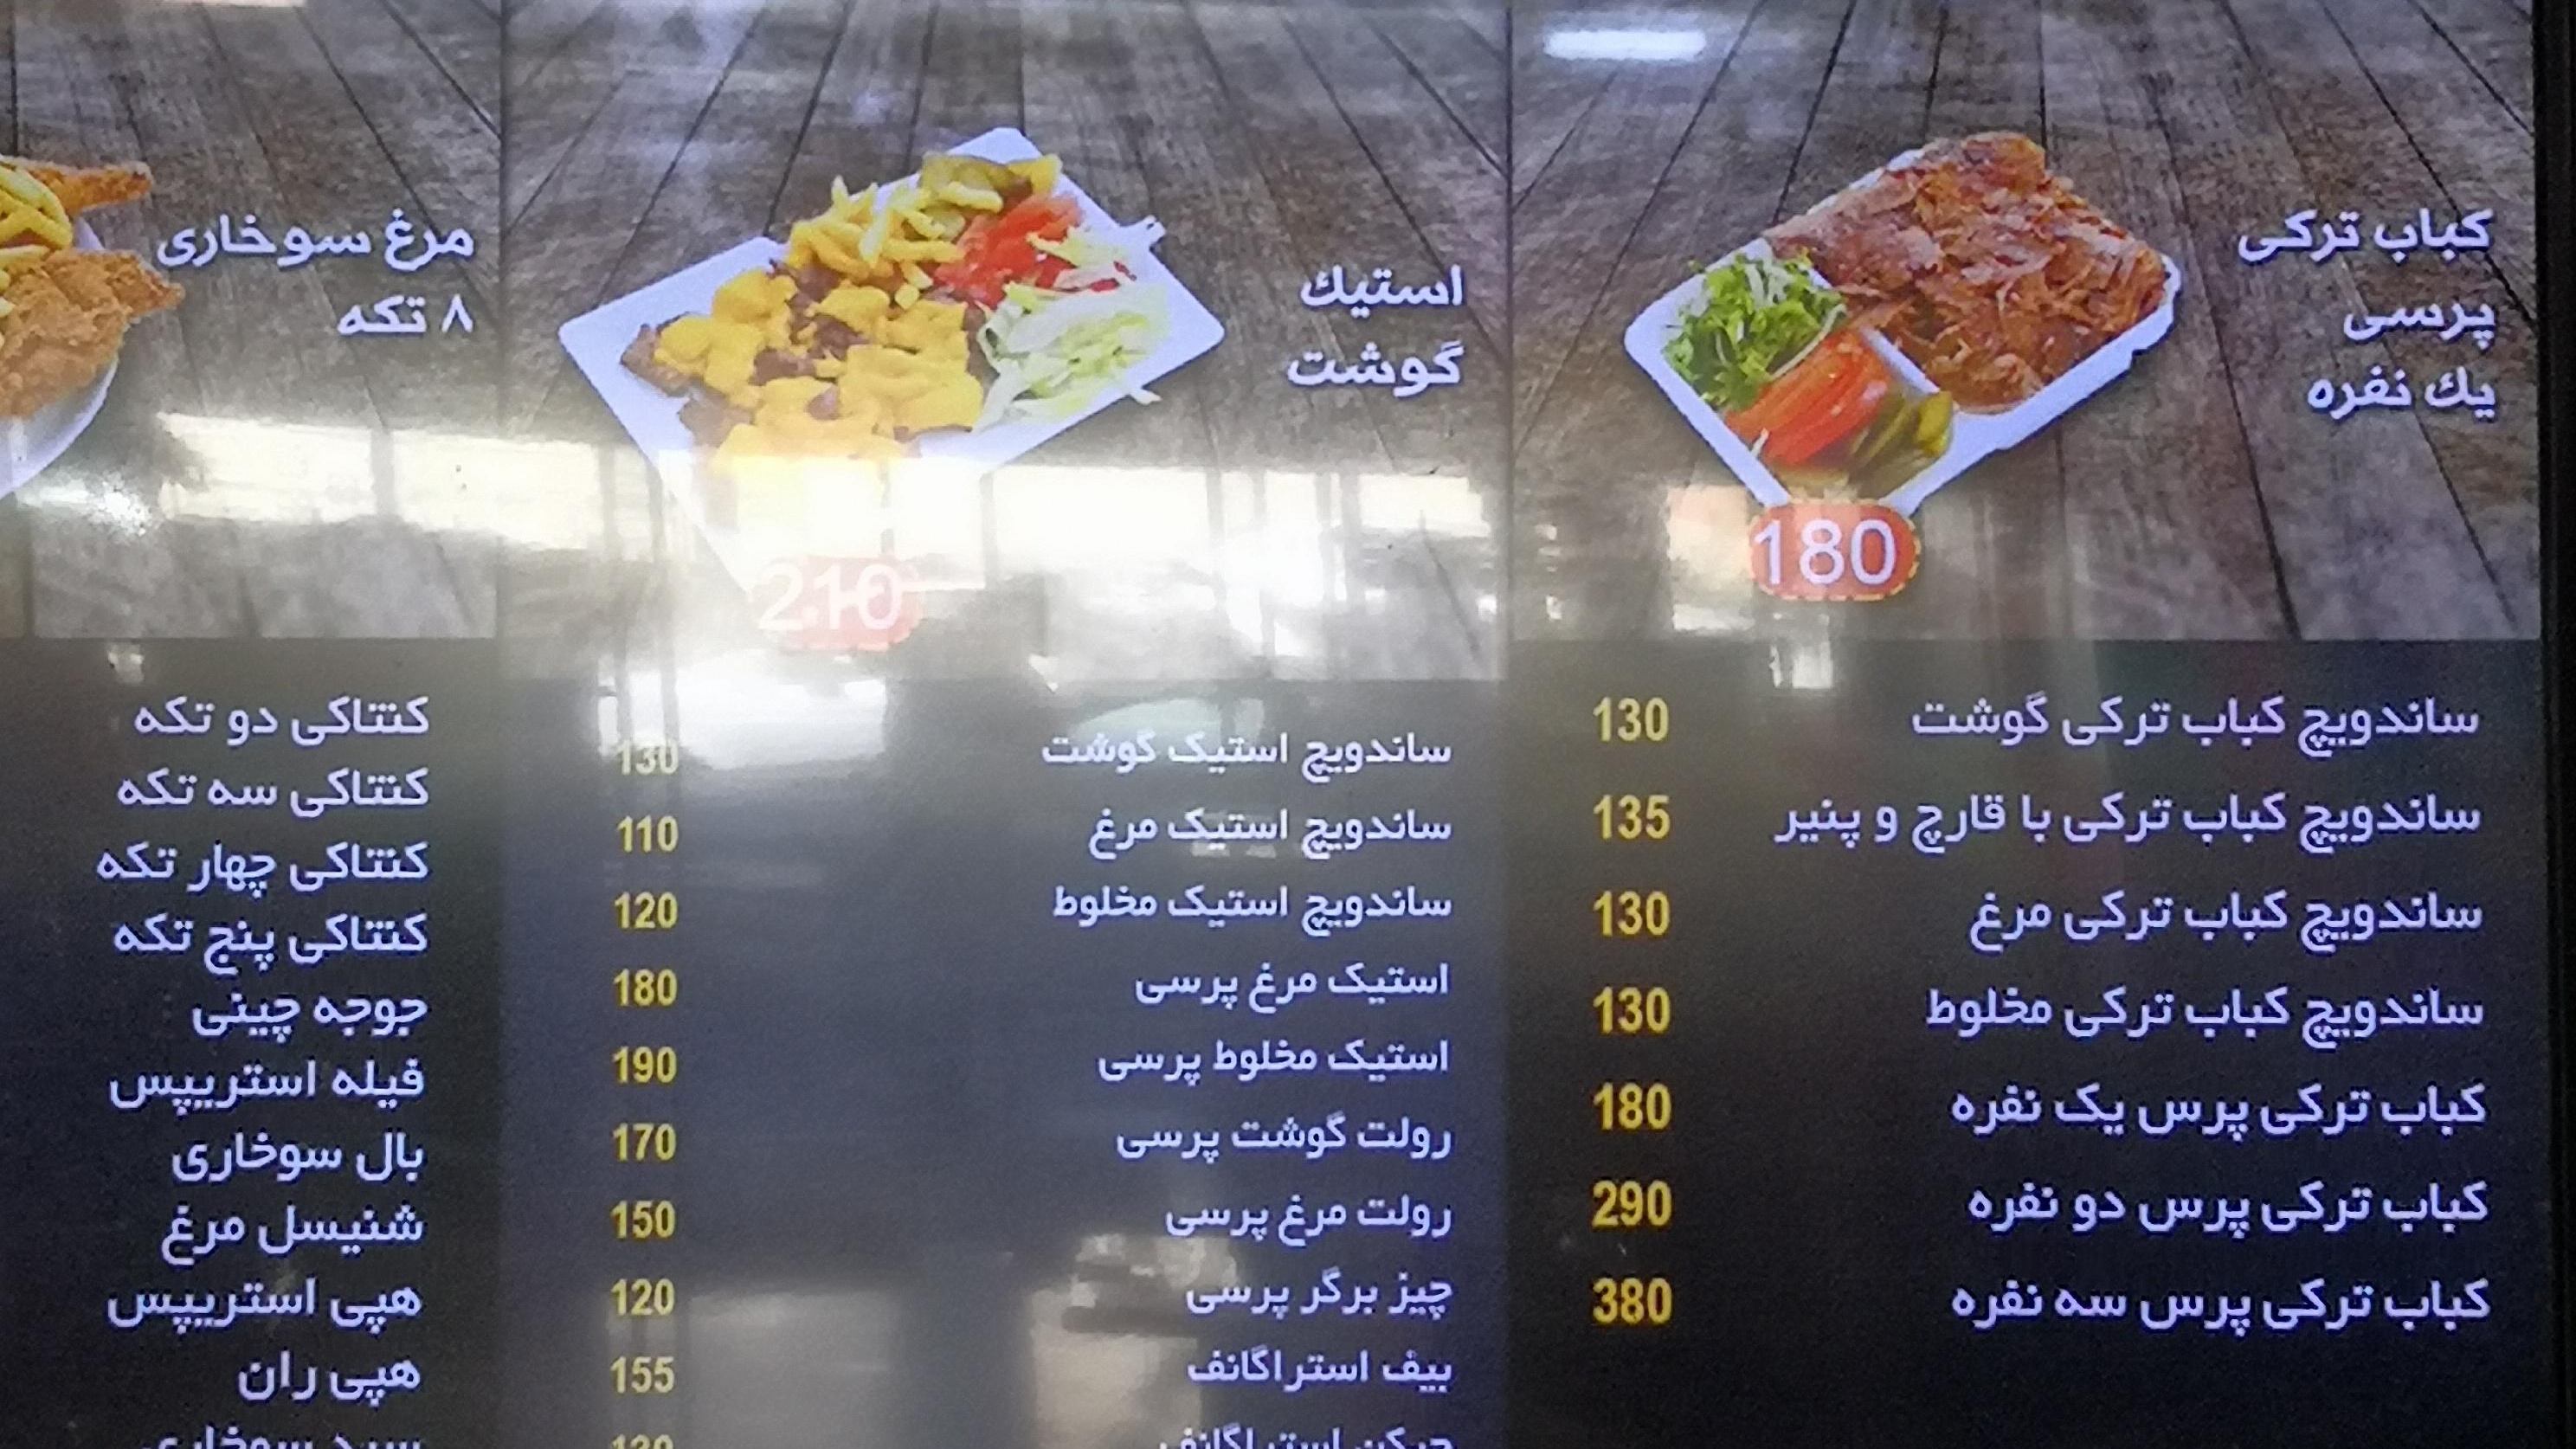 کباب ترکی
پرسی
یك نفره
180
ساندویچ کباب ترکی گوشت 130
ساندویچ کباب ترکی با قارچ و پنیر 135
ساندویچ کباب ترکی مرغ 130
ساندویچ کباب ترکی مخلوط 130
کباب ترکی پرس یک نفره 180
کباب ترکی پرس دو نفره 290
کباب ترکی پرس سه نفره 380
استیك
گوشت
210
ساندویچ استیک گوشت 130
ساندویچ استیک مرغ 110
ساندویچ استیک مخلوط 120
استیک مرغ پرسی 180
استیک مخلوط پرسی 190
رولت گوشت پرسی 170
رولت مرغ پرسی 150
چیز برگر پرسی 120
بیف استراگانف 155
چیکن استراگانف
مرغ سوخاری
۸ تکه
کنتاکی دو تکه
کنتاکی سه تکه
کنتاکی چهار تکه
کنتاکی پنج تکه
جوجه چینی
فیله استریپس
بال سوخاری
شنیسل مرغ
هپی استریپس
هپی ران
سوخاری